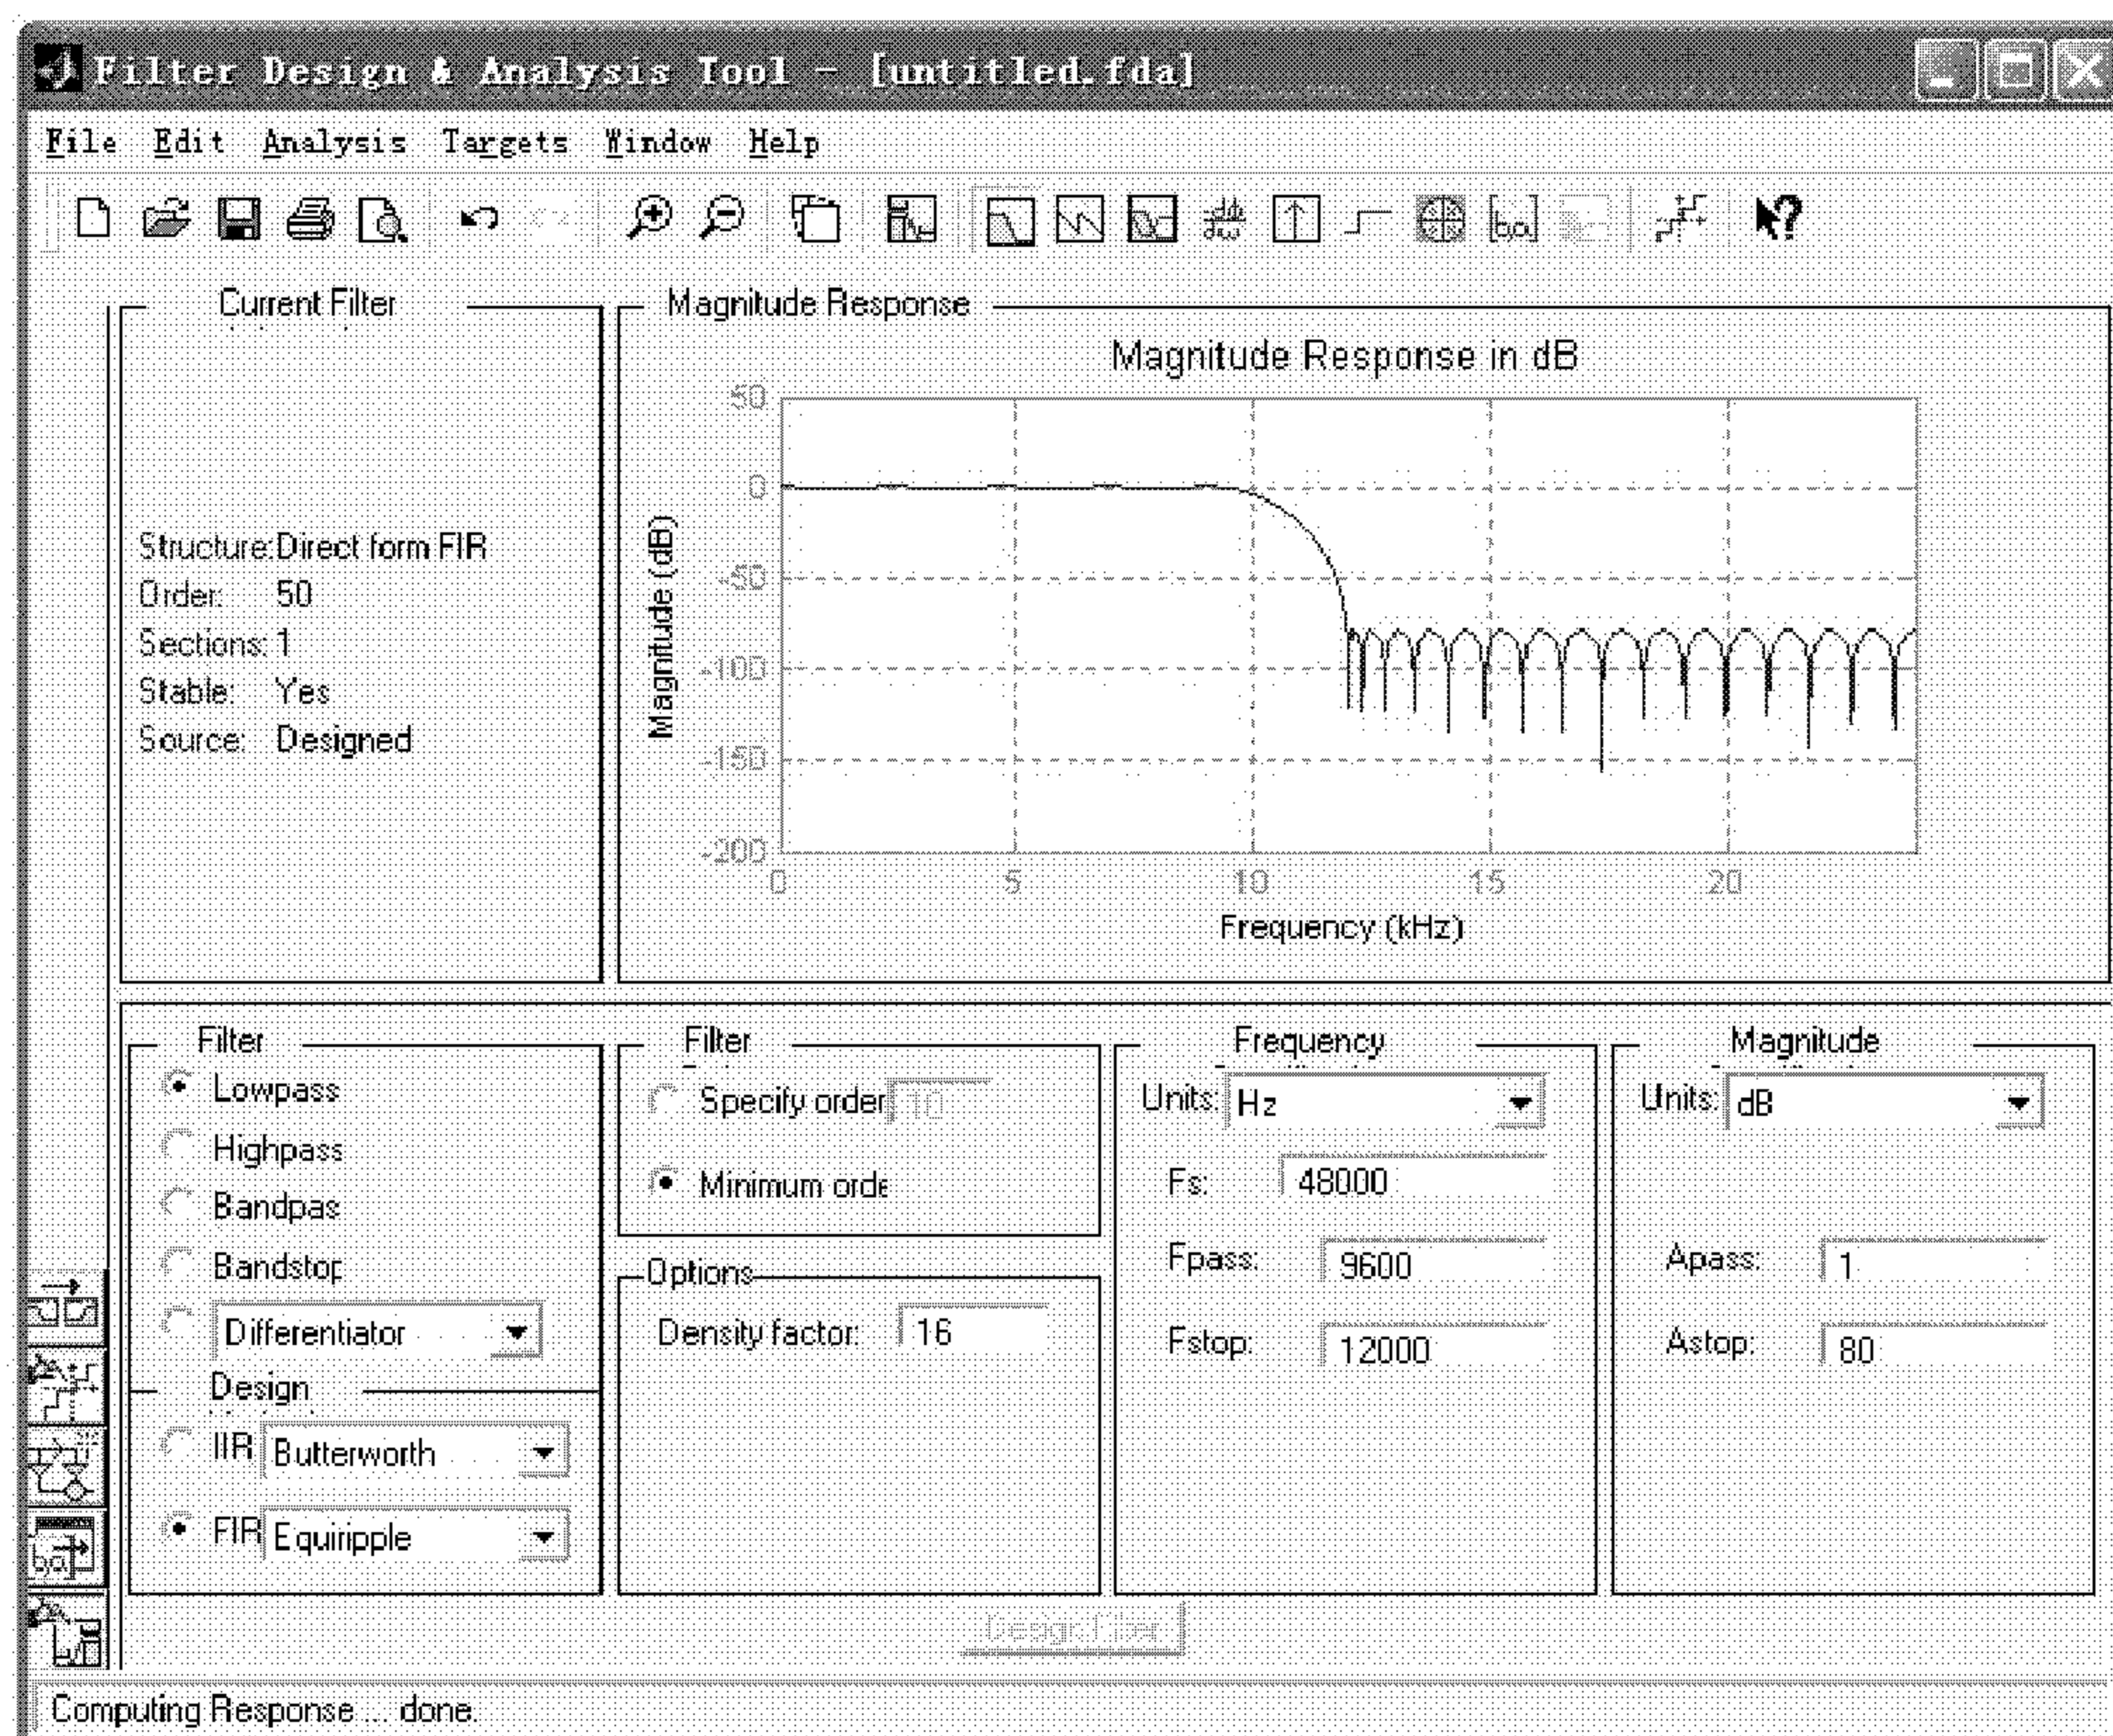 Filter Design & Analysis Tool - [untitled.fda]
File Edit Analysis Targets Window Help
Current Filter
Structure: Direct form FIR
Order: 50
Sections: 1
Stable: Yes
Source: Designed
Magnitude Response
Magnitude Response in dB
Magnitude (dB)
50
0
-50
-100
-150
-200
0 5 10 15 20
Frequency (kHz)
Filter
Lowpass
Highpass
Bandpas
Bandstop
Differentiator
Design
IIR Butterworth
FIR Equiripple
Filter
Specify order 10
Minimum orde
Options
Density factor: 16
Frequency
Units: Hz
Fs: 48000
Fpass: 9600
Fstop: 12000
Magnitude
Units: dB
Apass: 1
Astop: 80
Design Filter
Computing Response ... done.